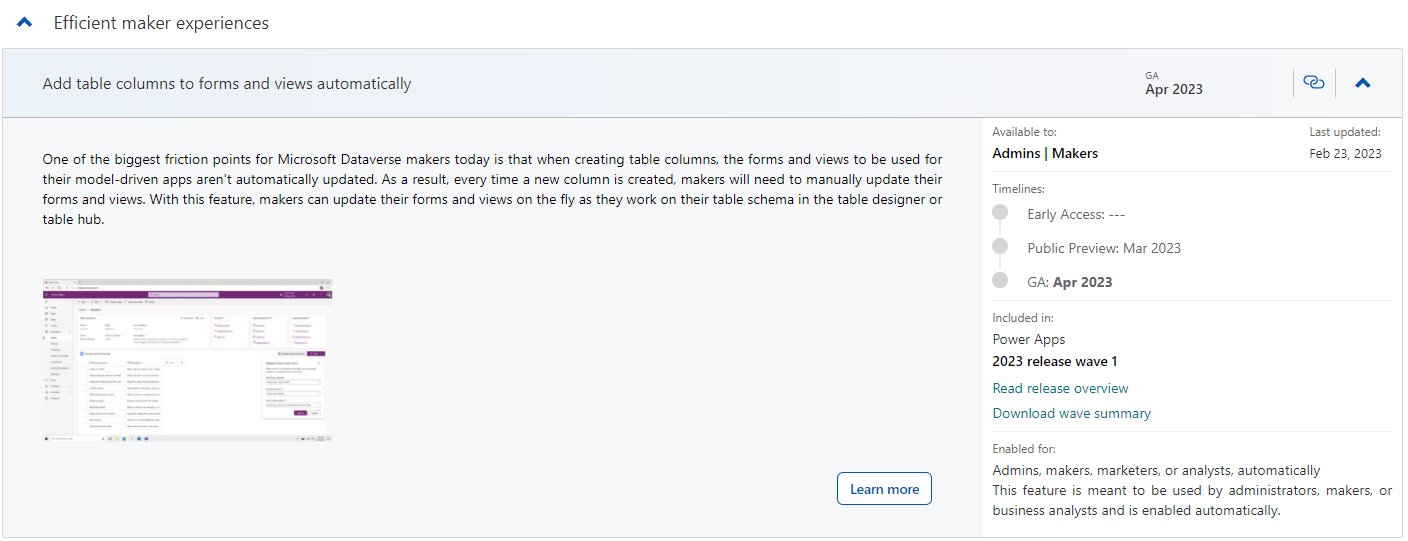 Efficient maker experiences
Add table columns to forms and views automatically
GA
Apr 2023
One of the biggest friction points for Microsoft Dataverse makers today is that when creating table columns, the forms and views to be used for
their model-driven apps aren't automatically updated. As a result, every time a new column is created, makers will need to manually update their
forms and views. With this feature, makers can update their forms and views on the fly as they work on their table schema in the table designer or
table hub.
Learn more
Available to:
Admins | Makers
Last updated:
Feb 23, 2023
Timelines:
Early Access: ---
Public Preview: Mar 2023
GA: Apr 2023
Included in:
Power Apps
2023 release wave 1
Read release overview
Download wave summary
Enabled for:
Admins, makers, marketers, or analysts, automatically
This feature is meant to be used by administrators, makers, or
business analysts and is enabled automatically.